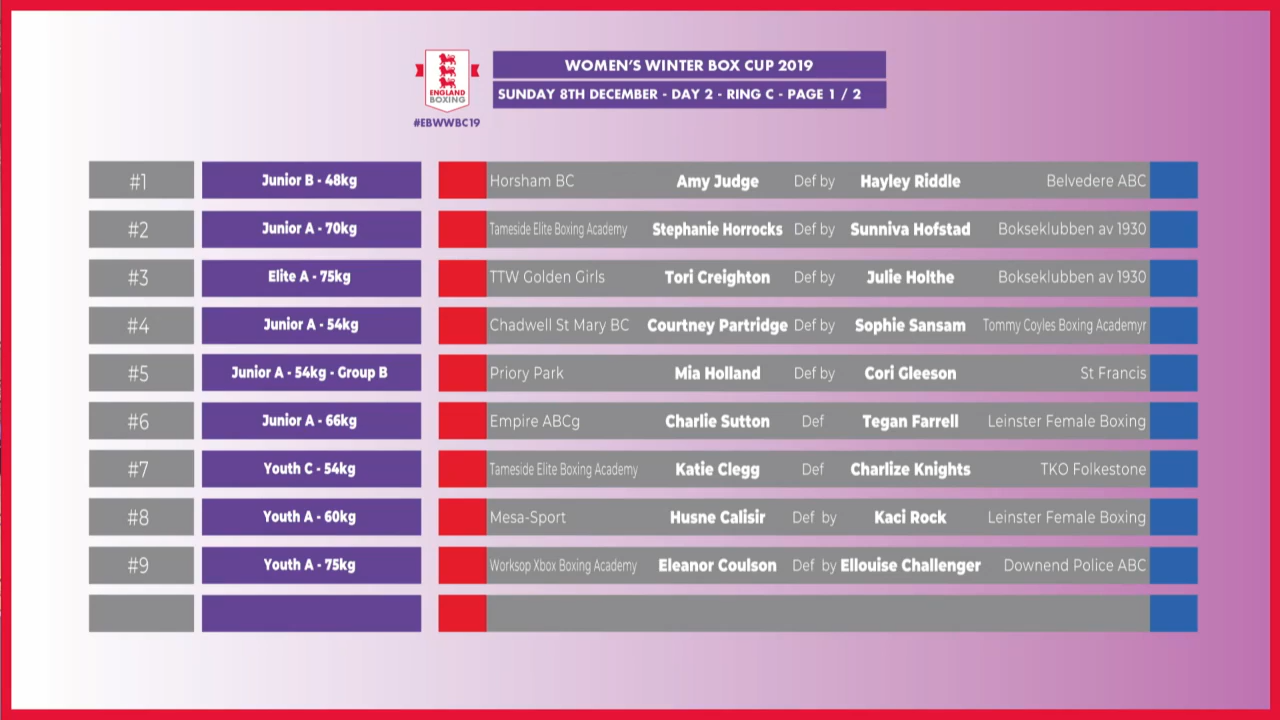 WOMEN'S WINTER BOX CUP 2019
ENGLAND
BOXING
SUNDAY 8TH DECEMBER - DAY 2 - RING C - PAGE 1 / 2
#EBWWBC19
#1 Junior B - 48kg Horsham BC Amy Judge Def by Hayley Riddle Belvedere ABC
#2 Junior A - 70kg Tameside Elite Boxing Academy Stephanie Horrocks Def by Sunniva Hofstad Bokseklubben av 1930
#3 Elite A - 75kg TTW Golden Girls Tori Creighton Def by Julie Holthe Bokseklubben av 1930
#4 Junior A - 54kg Chadwell St Mary BC Courtney Partridge Def by Sophie Sansam Tommy Coyles Boxing Academyr
#5 Junior A - 54kg - Group B Priory Park Mia Holland Def by Cori Gleeson St Francis
#6 Junior A - 66kg Empire ABCg Charlie Sutton Def Tegan Farrell Leinster Female Boxing
#7 Youth C - 54kg Tameside Elite Boxing Academy Katie Clegg Def Charlize Knights TKO Folkestone
#8 Youth A - 60kg Mesa-Sport Husne Calisir Def by Kaci Rock Leinster Female Boxing
#9 Youth A - 75kg Worksop Xbox Boxing Academy Eleanor Coulson Def by Ellouise Challenger Downend Police ABC